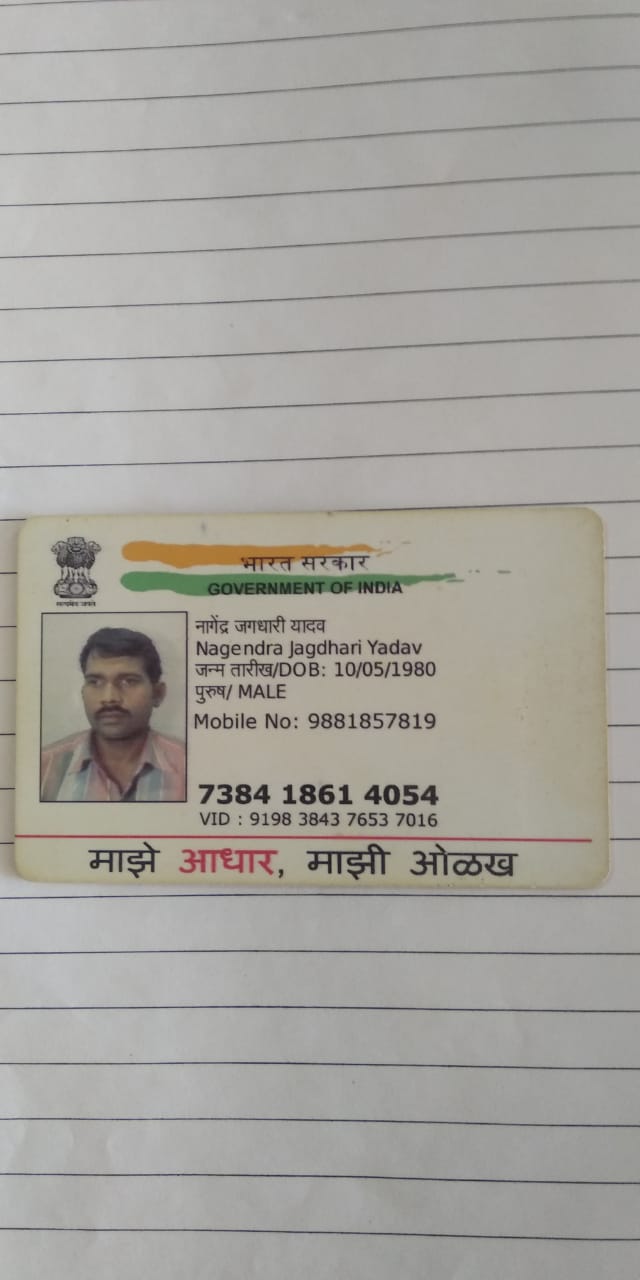 भारत सरकार
GOVERNMENT OF INDIA
सत्यमेव जयते
नागेंद्र जगधारी यादव
Nagendra Jagdhari Yadav
जन्म तारीख/DOB: 10/05/1980
पुरुष/ MALE
Mobile No: 9881857819
7384 1861 4054
VID : 9198 3843 7653 7016
माझे आधार, माझी ओळख